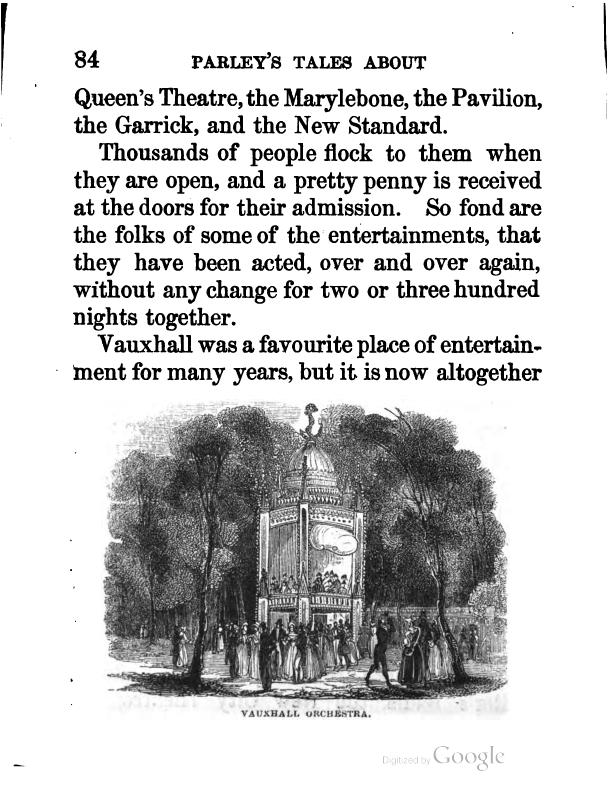 84 PARLEY'S TALES ABOUT
Queen's Theatre, the Marylebone, the Pavilion,
the Garrick, and the New Standard.
Thousands of people flock to them when
they are open, and a pretty penny is received
at the doors for their admission. So fond are
the folks of some of the entertainments, that
they have been acted, over and over again,
without any change for two or three hundred
nights together.
Vauxhall was a favourite place of entertain-
ment for many years, but it is now altogether
VAUXHALL ORCHESTRA.
Digitized by Google